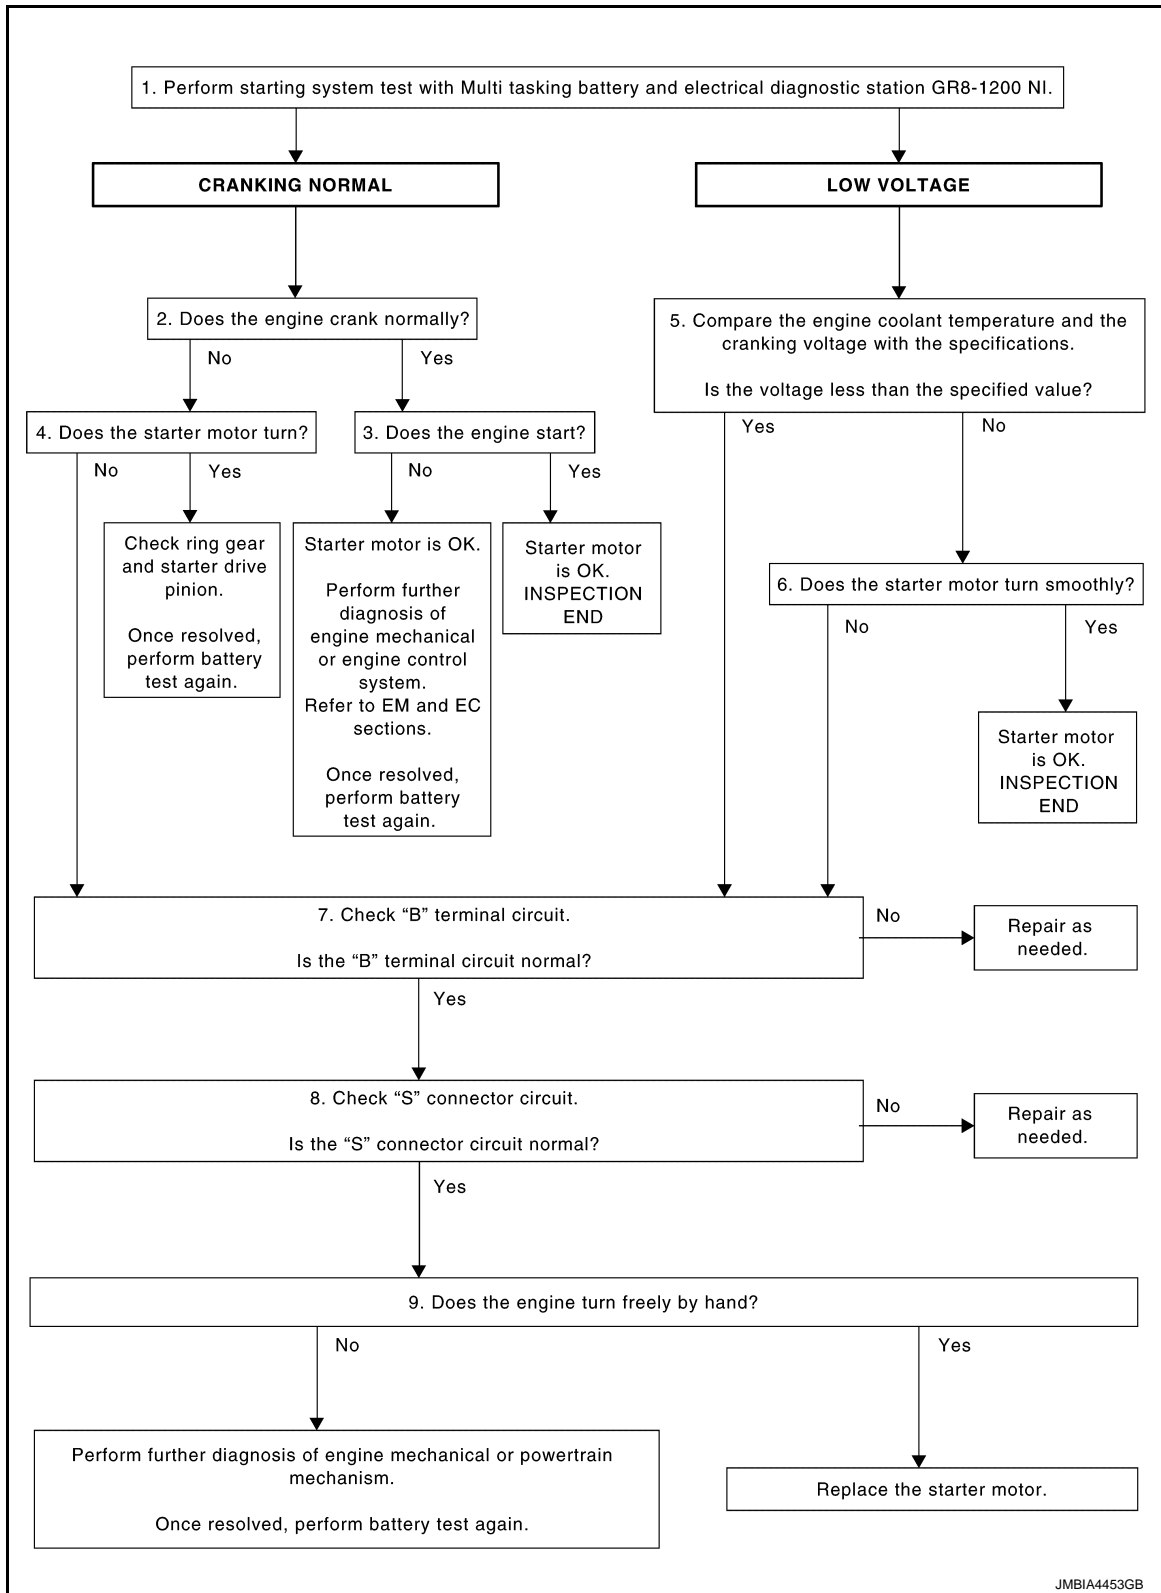 1. Perform starting system test with Multi tasking battery and electrical diagnostic station GR8-1200 NI.
CRANKING NORMAL
LOW VOLTAGE
2. Does the engine crank normally?
5. Compare the engine coolant temperature and the
cranking voltage with the specifications.
Is the voltage less than the specified value?
No
Yes
4. Does the starter motor turn?
3. Does the engine start?
Yes
No
No
Yes
No
Yes
Check ring gear
and starter drive
pinion.
Once resolved,
perform battery
test again.
Starter motor is OK.
Perform further
diagnosis of
engine mechanical
or engine control
system.
Refer to EM and EC
sections.
Once resolved,
perform battery
test again.
Starter motor
is OK.
INSPECTION
END
6. Does the starter motor turn smoothly?
No
Yes
Starter motor
is OK.
INSPECTION
END
7. Check “B” terminal circuit.
Is the “B” terminal circuit normal?
No
Repair as
needed.
Yes
8. Check “S” connector circuit.
Is the “S” connector circuit normal?
No
Repair as
needed.
Yes
9. Does the engine turn freely by hand?
No
Yes
Perform further diagnosis of engine mechanical or powertrain
mechanism.
Once resolved, perform battery test again.
Replace the starter motor.
JMBIA4453GB